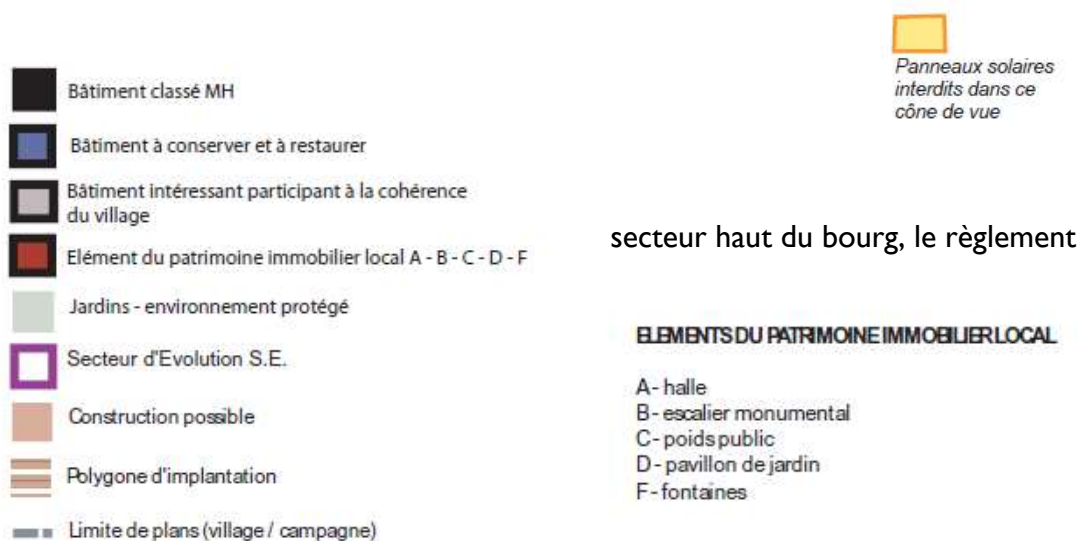 Panneaux solaires
interdits dans ce
cône de vue
Bâtiment classé MH
Bâtiment à conserver et à restaurer
Bâtiment intéressant participant à la cohérence
du village
Elément du patrimoine immobilier local A - B - C - D - F
Jardins - environnement protégé
Secteur d'Evolution S.E.
Construction possible
Polygone d'implantation
Limite de plans (village / campagne)
secteur haut du bourg, le règlement
ELEMENTS DU PATRIMOINE IMMOBILIER LOCAL
A - halle
B - escalier monumental
C - poids public
D - pavillon de jardin
F - fontaines